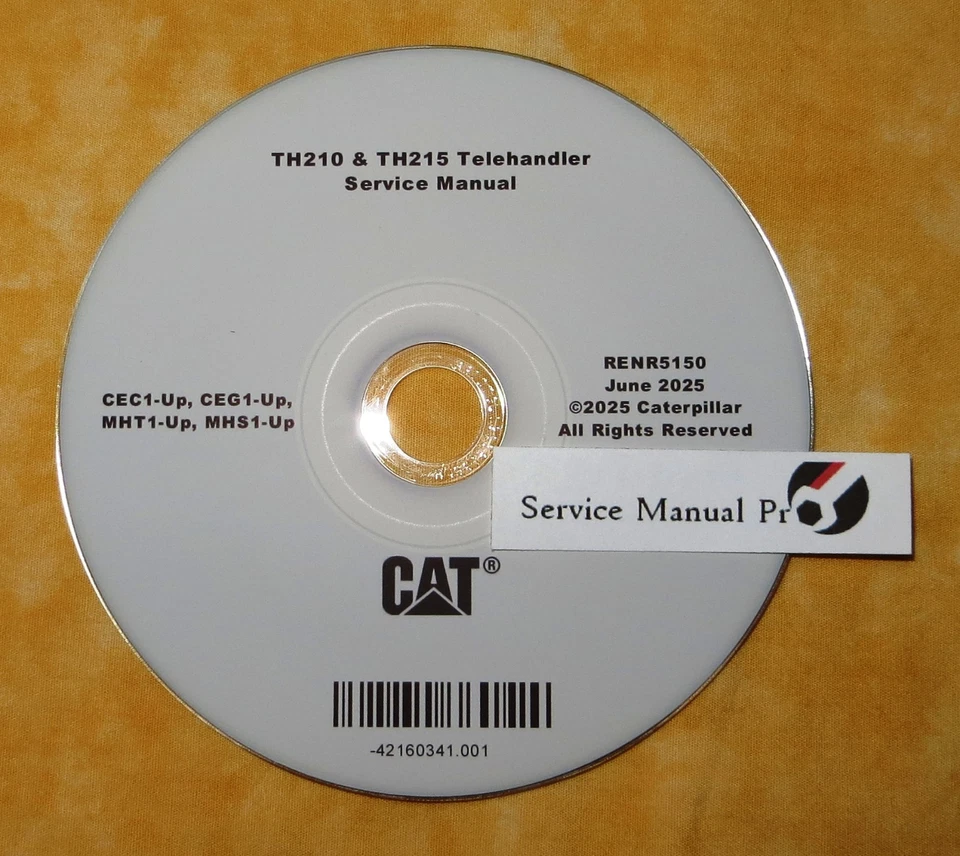 TH210 & TH215 Telehandler
Service Manual
CEC1-Up, CEG1-Up,
MHT1-Up, MHS1-Up
RENR5150
June 2025
©2025 Caterpillar
All Rights Reserved
Service Manual Pro
CAT®
-42160341.001